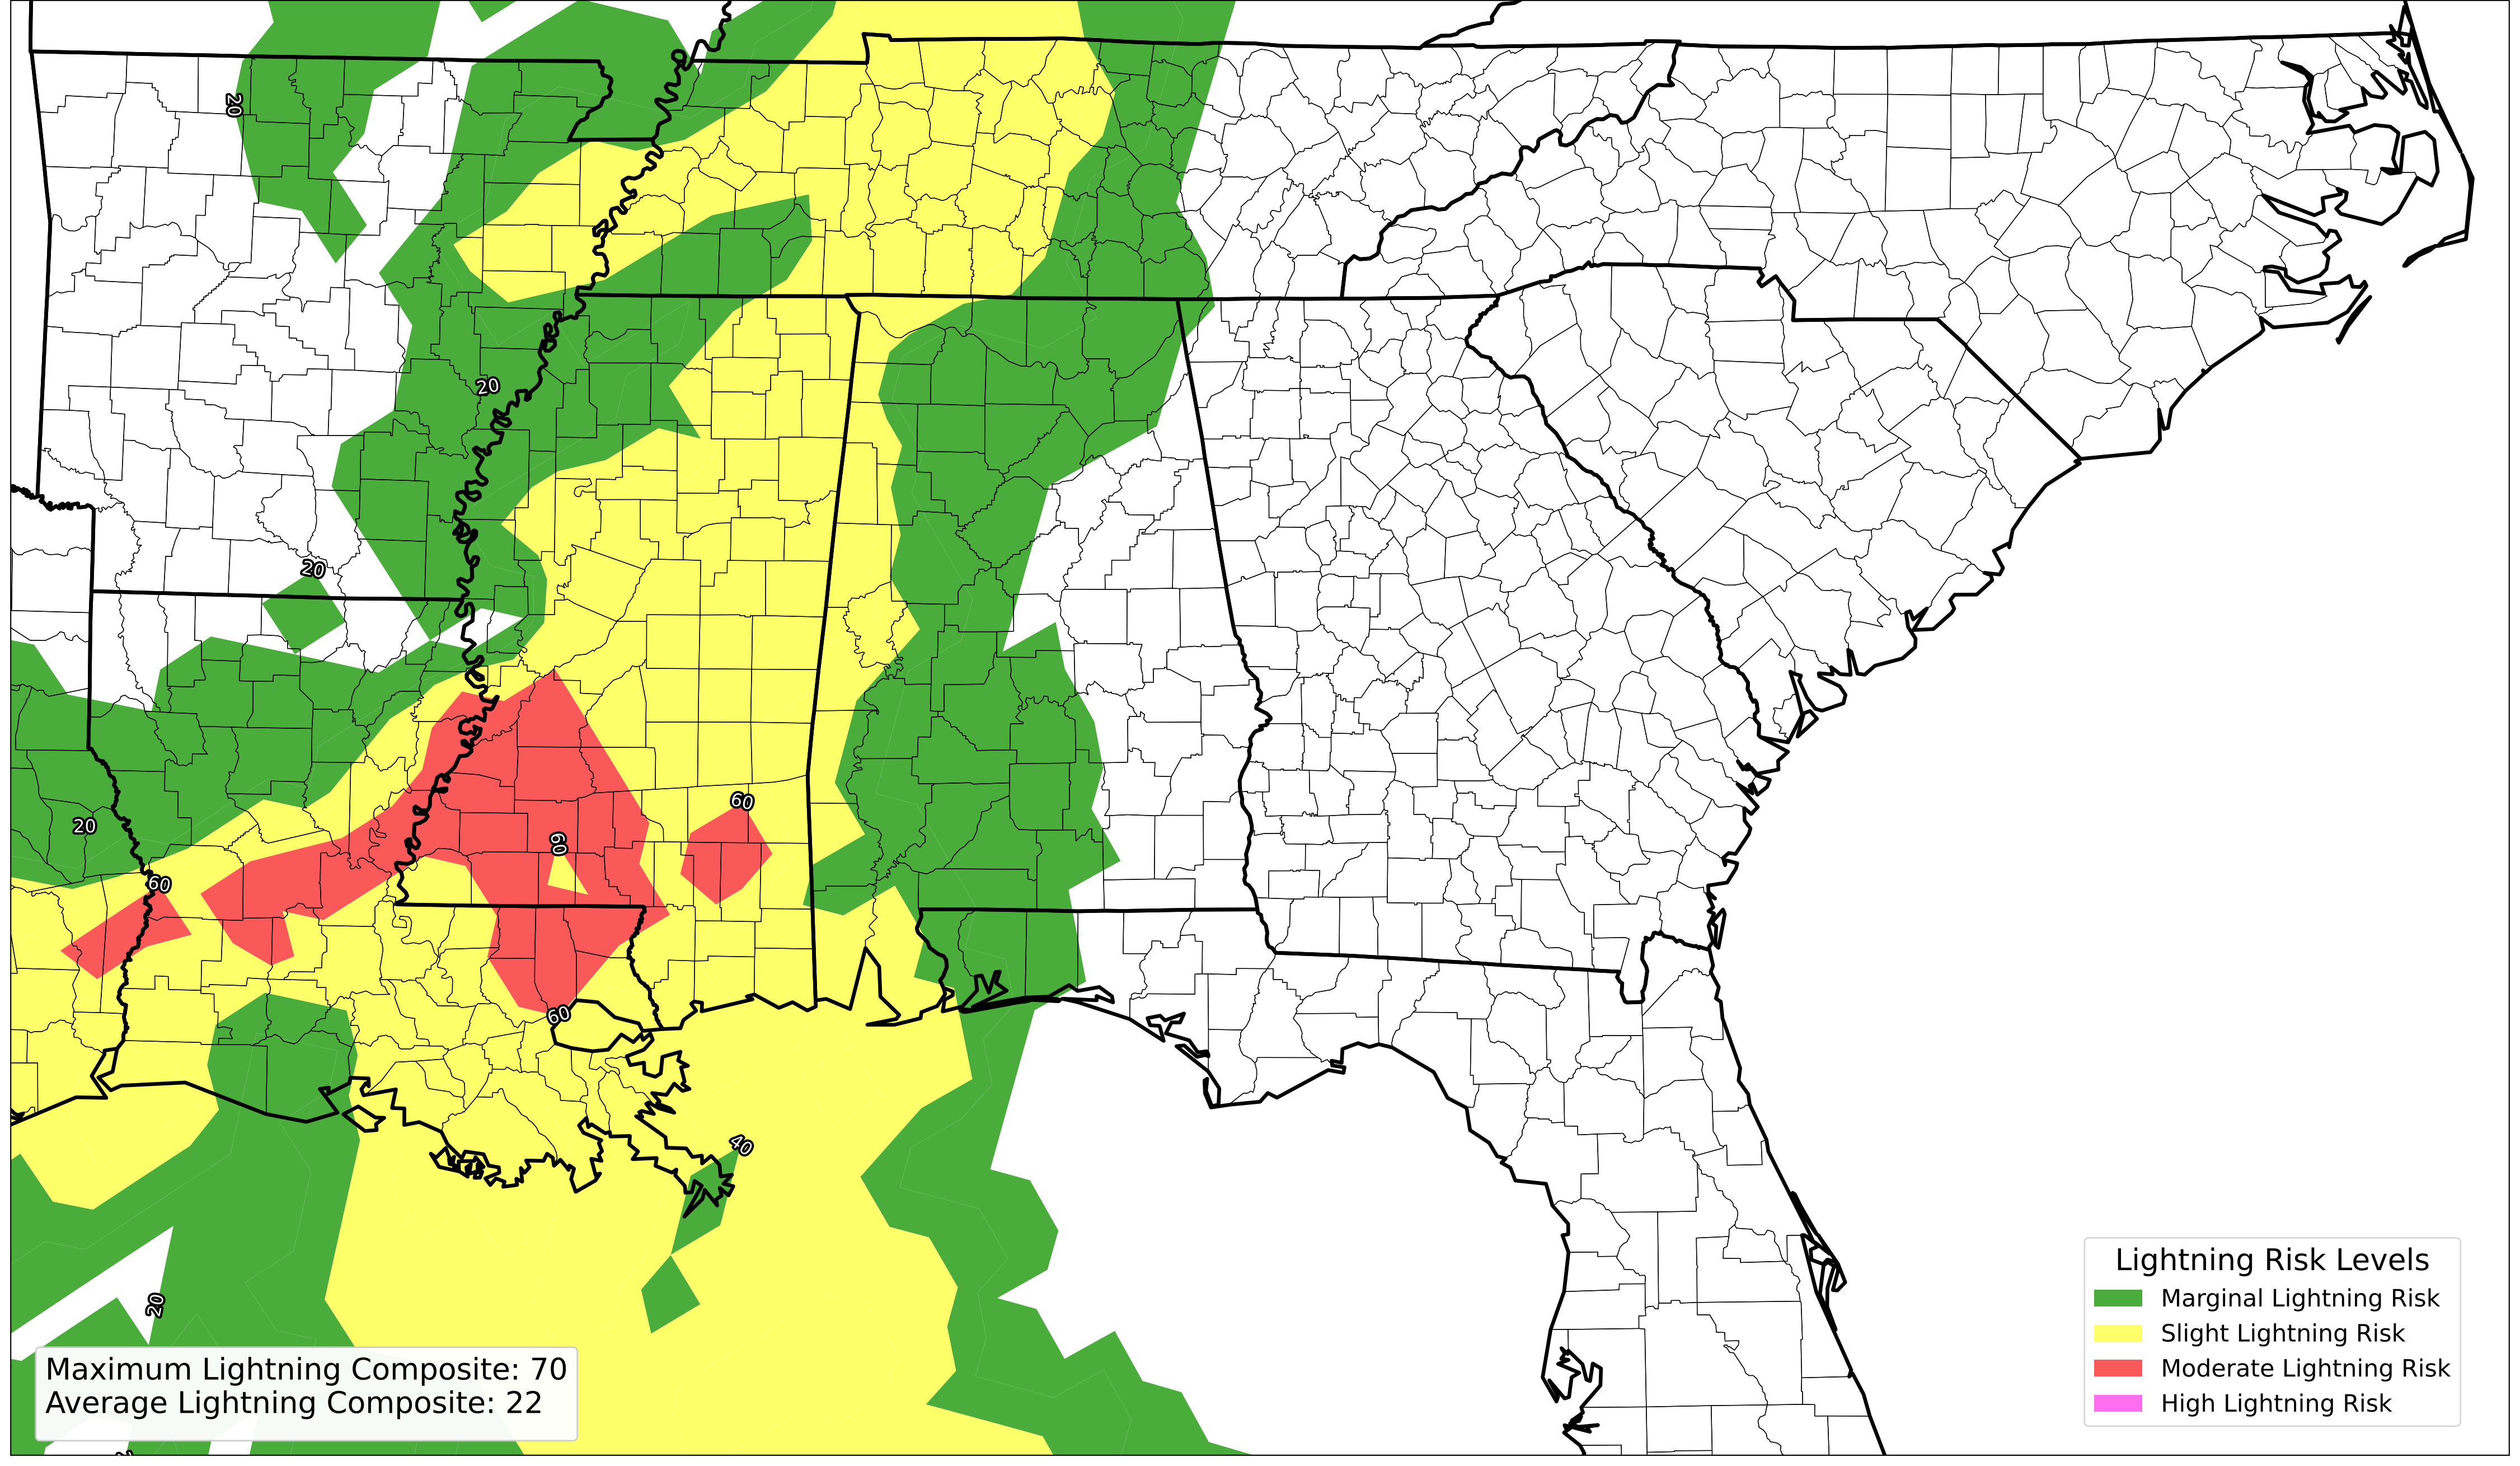 20
20
20
60
20
60
60
60
40
20
Lightning Risk Levels
Marginal Lightning Risk
Slight Lightning Risk
Moderate Lightning Risk
High Lightning Risk
Maximum Lightning Composite: 70
Average Lightning Composite: 22